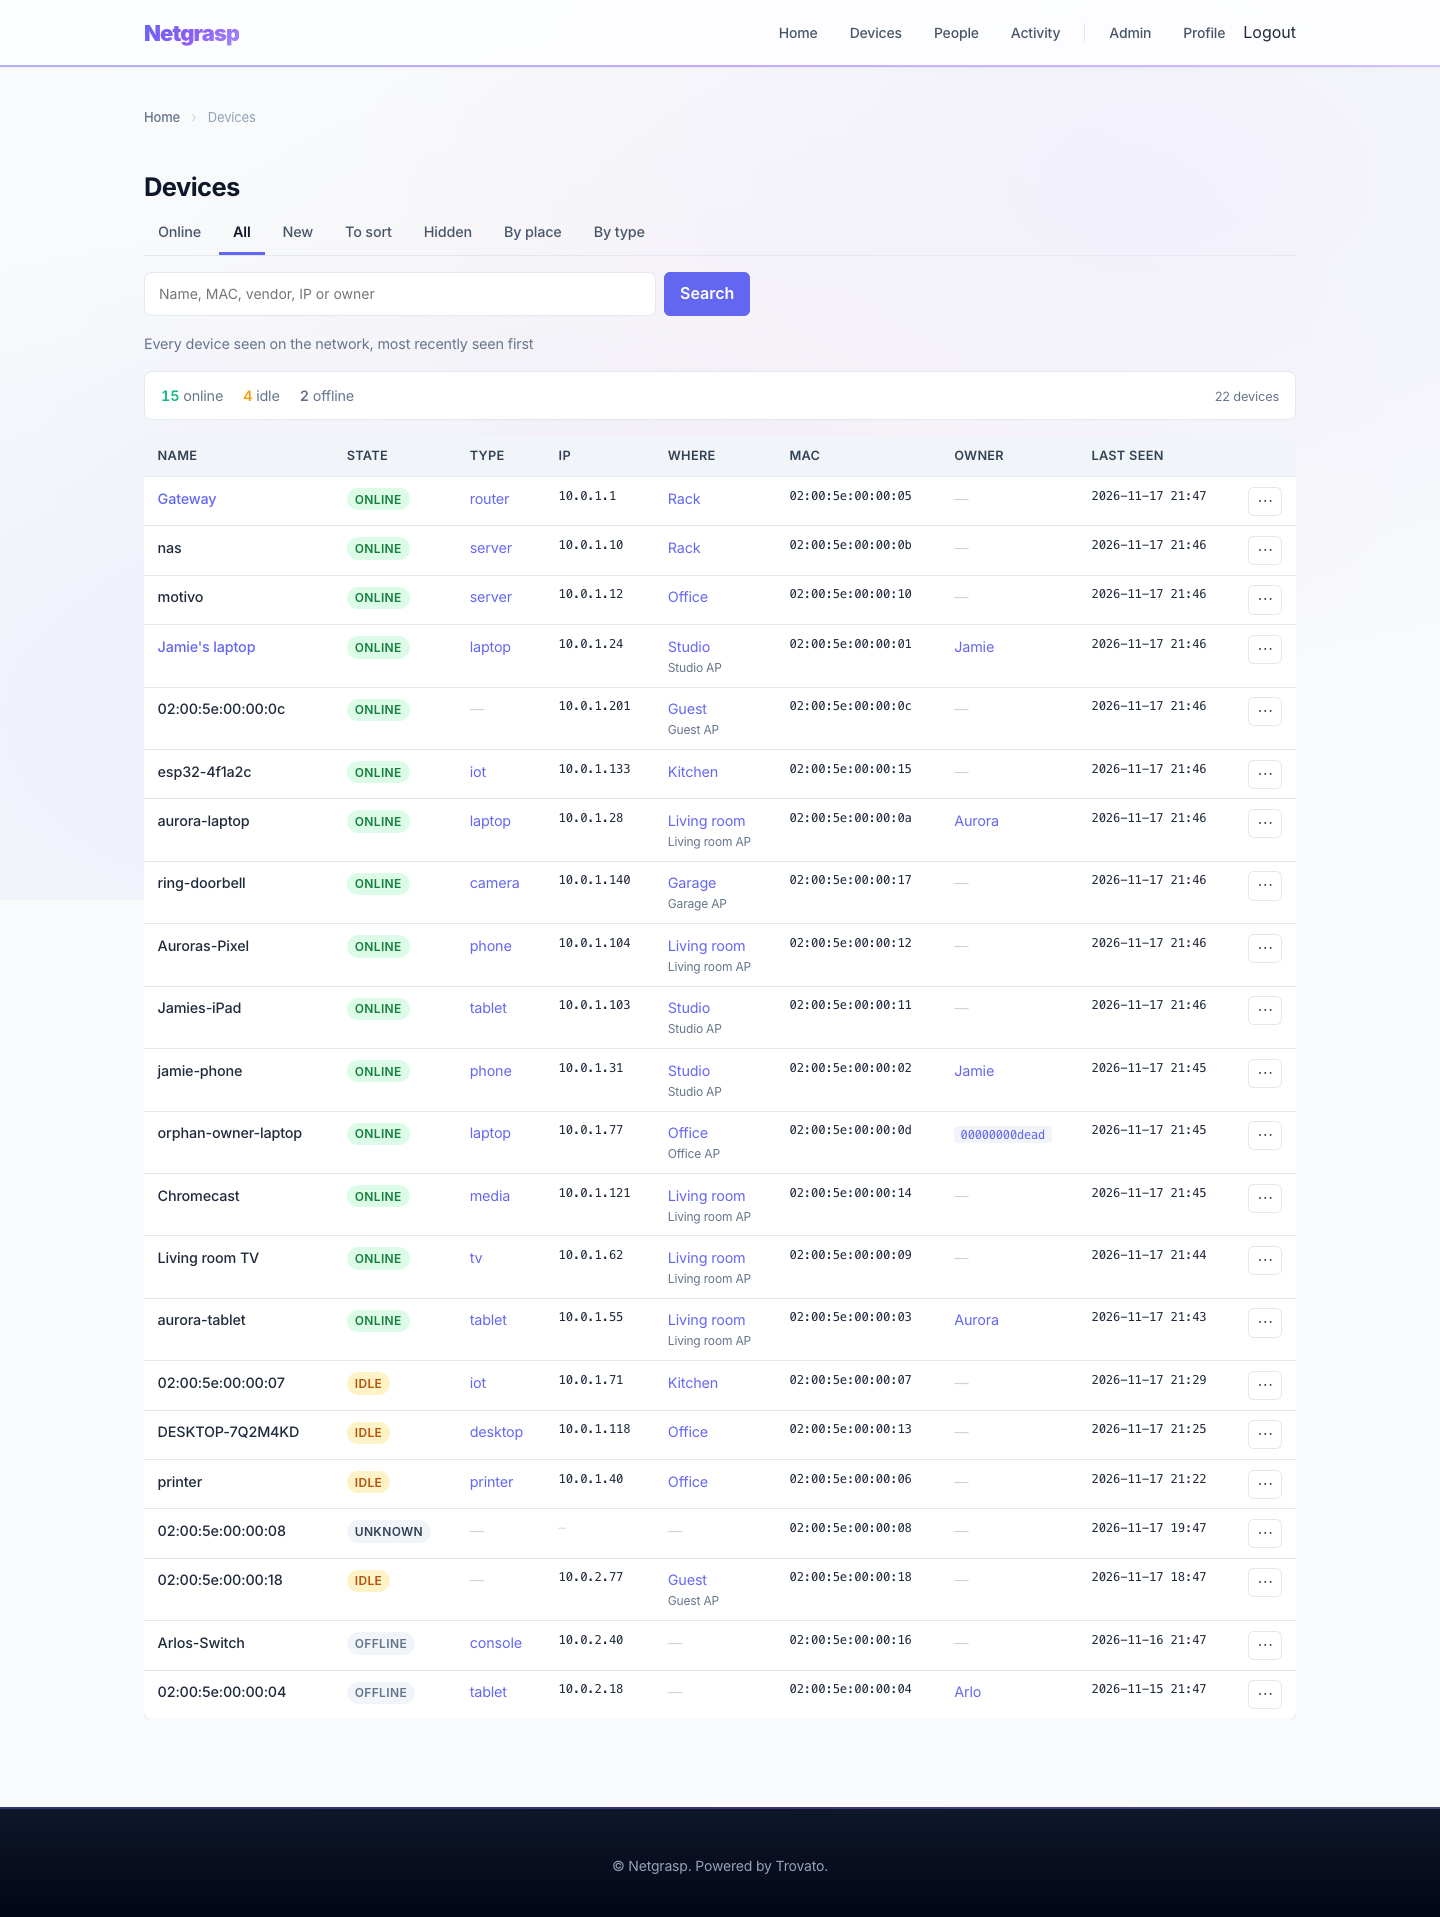 Netgrasp
Home Devices People Activity Admin Profile Logout
Home › Devices
Devices
Online All New To sort Hidden By place By type
Name, MAC, vendor, IP or owner Search
Every device seen on the network, most recently seen first
15 online 4 idle 2 offline 22 devices
NAME STATE TYPE IP WHERE MAC OWNER LAST SEEN
Gateway ONLINE router 10.0.1.1 Rack 02:00:5e:00:00:05 — 2026-11-17 21:47 ...
nas ONLINE server 10.0.1.10 Rack 02:00:5e:00:00:0b — 2026-11-17 21:46 ...
motivo ONLINE server 10.0.1.12 Office 02:00:5e:00:00:10 — 2026-11-17 21:46 ...
Jamie's laptop ONLINE laptop 10.0.1.24 Studio 02:00:5e:00:00:01 Jamie 2026-11-17 21:46 ...
Studio AP
02:00:5e:00:00:0c ONLINE — 10.0.1.201 Guest 02:00:5e:00:00:0c — 2026-11-17 21:46 ...
Guest AP
esp32-4f1a2c ONLINE iot 10.0.1.133 Kitchen 02:00:5e:00:00:15 — 2026-11-17 21:46 ...
aurora-laptop ONLINE laptop 10.0.1.28 Living room 02:00:5e:00:00:0a Aurora 2026-11-17 21:46 ...
Living room AP
ring-doorbell ONLINE camera 10.0.1.140 Garage 02:00:5e:00:00:17 — 2026-11-17 21:46 ...
Garage AP
Auroras-Pixel ONLINE phone 10.0.1.104 Living room 02:00:5e:00:00:12 — 2026-11-17 21:46 ...
Living room AP
Jamies-iPad ONLINE tablet 10.0.1.103 Studio 02:00:5e:00:00:11 — 2026-11-17 21:46 ...
Studio AP
jamie-phone ONLINE phone 10.0.1.31 Studio 02:00:5e:00:00:02 Jamie 2026-11-17 21:45 ...
Studio AP
orphan-owner-laptop ONLINE laptop 10.0.1.77 Office 02:00:5e:00:00:0d 00000000dead 2026-11-17 21:45 ...
Office AP
Chromecast ONLINE media 10.0.1.121 Living room 02:00:5e:00:00:14 — 2026-11-17 21:45 ...
Living room AP
Living room TV ONLINE tv 10.0.1.62 Living room 02:00:5e:00:00:09 — 2026-11-17 21:44 ...
Living room AP
aurora-tablet ONLINE tablet 10.0.1.55 Living room 02:00:5e:00:00:03 Aurora 2026-11-17 21:43 ...
Living room AP
02:00:5e:00:00:07 IDLE iot 10.0.1.71 Kitchen 02:00:5e:00:00:07 — 2026-11-17 21:29 ...
DESKTOP-7Q2M4KD IDLE desktop 10.0.1.118 Office 02:00:5e:00:00:13 — 2026-11-17 21:25 ...
printer IDLE printer 10.0.1.40 Office 02:00:5e:00:00:06 — 2026-11-17 21:22 ...
02:00:5e:00:00:08 UNKNOWN — — — 02:00:5e:00:00:08 — 2026-11-17 19:47 ...
02:00:5e:00:00:18 IDLE — 10.0.2.77 Guest 02:00:5e:00:00:18 — 2026-11-17 18:47 ...
Guest AP
Arlos-Switch OFFLINE console 10.0.2.40 — 02:00:5e:00:00:16 — 2026-11-16 21:47 ...
02:00:5e:00:00:04 OFFLINE tablet 10.0.2.18 — 02:00:5e:00:00:04 Arlo 2026-11-15 21:47 ...
© Netgrasp. Powered by Trovato.